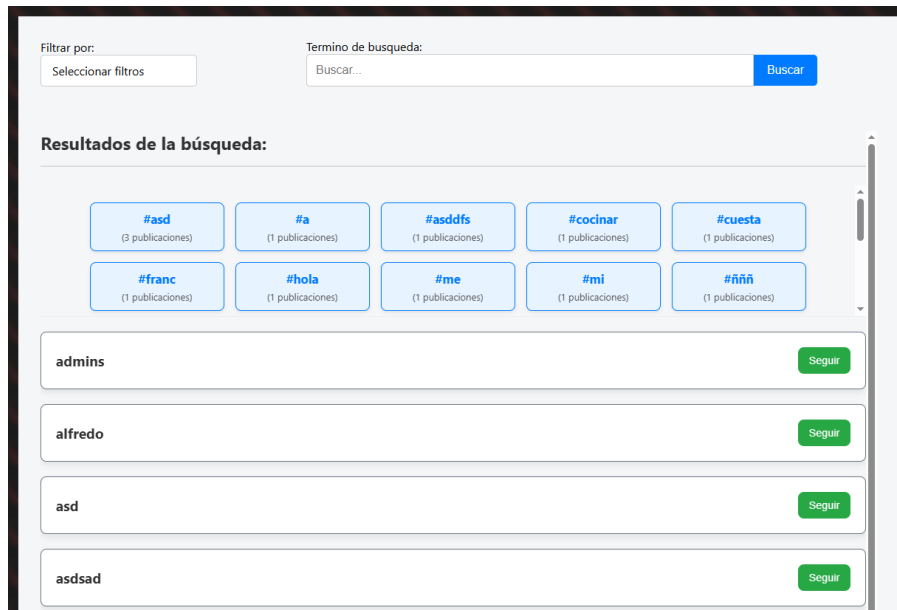 Filtrar por:
Termino de busqueda:
Seleccionar filtros
Buscar...
Buscar
Resultados de la búsqueda:
#asd
(3 publicaciones)
#a
(1 publicaciones)
#asddfs
(1 publicaciones)
#cocinar
(1 publicaciones)
#cuesta
(1 publicaciones)
#franc
(1 publicaciones)
#hola
(1 publicaciones)
#me
(1 publicaciones)
#mi
(1 publicaciones)
#ñññ
(1 publicaciones)
admins
Seguir
alfredo
Seguir
asd
Seguir
asdsad
Seguir